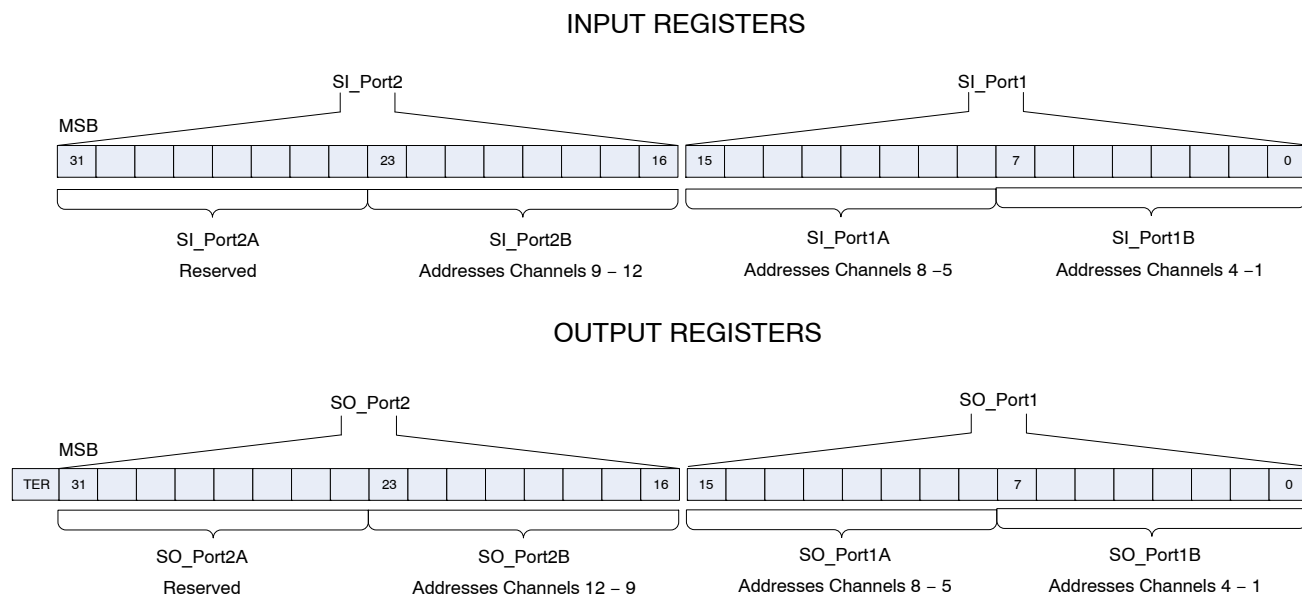 INPUT REGISTERS
SI_Port2 SI_Port1
MSB
31 23 16 15 7 0
SI_Port2A SI_Port2B SI_Port1A SI_Port1B
Reserved Addresses Channels 9 – 12 Addresses Channels 8 –5 Addresses Channels 4 –1
OUTPUT REGISTERS
SO_Port2 SO_Port1
MSB
TER 31 23 16 15 7 0
SO_Port2A SO_Port2B SO_Port1A SO_Port1B
Reserved Addresses Channels 12 – 9 Addresses Channels 8 – 5 Addresses Channels 4 – 1